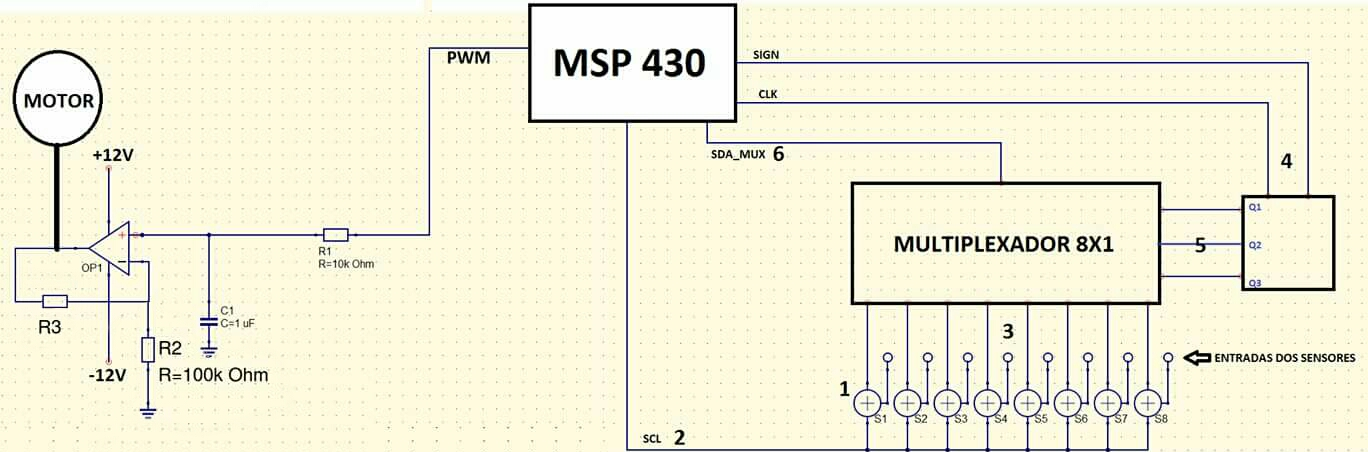 MSP 430
PWM
SIGN
CLK
SDA_MUX 6
MOTOR
+12V
OP1
-12V
R3
R2
R=100k Ohm
C1
C=1 uF
R1
R=10k Ohm
4
MULTIPLEXADOR 8X1
5
Q1
Q2
Q3
3
ENTRADAS DOS SENSORES
1
S1
S2
S3
S4
S5
S6
S7
S8
SCL 2